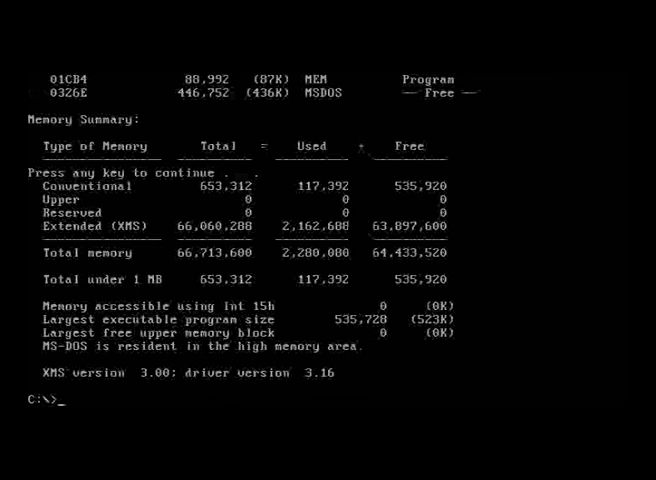 01CB4 88,992 (87K) MEM Program
0326E 446,752 (436K) MSDOS -- Free --
Memory Summary:
Type of Memory Total = Used + Free
Press any key to continue . .
Conventional 653,312 117,392 535,920
Upper 0 0 0
Reserved 0 0 0
Extended (XMS) 66,060,288 2,162,688 63,897,600
Total memory 66,713,600 2,280,080 64,433,520
Total under 1 MB 653,312 117,392 535,920
Memory accessible using Int 15h 0 (0K)
Largest executable program size 535,728 (523K)
Largest free upper memory block 0 (0K)
MS-DOS is resident in the high memory area.
XMS version 3.00; driver version 3.16
C:\>_